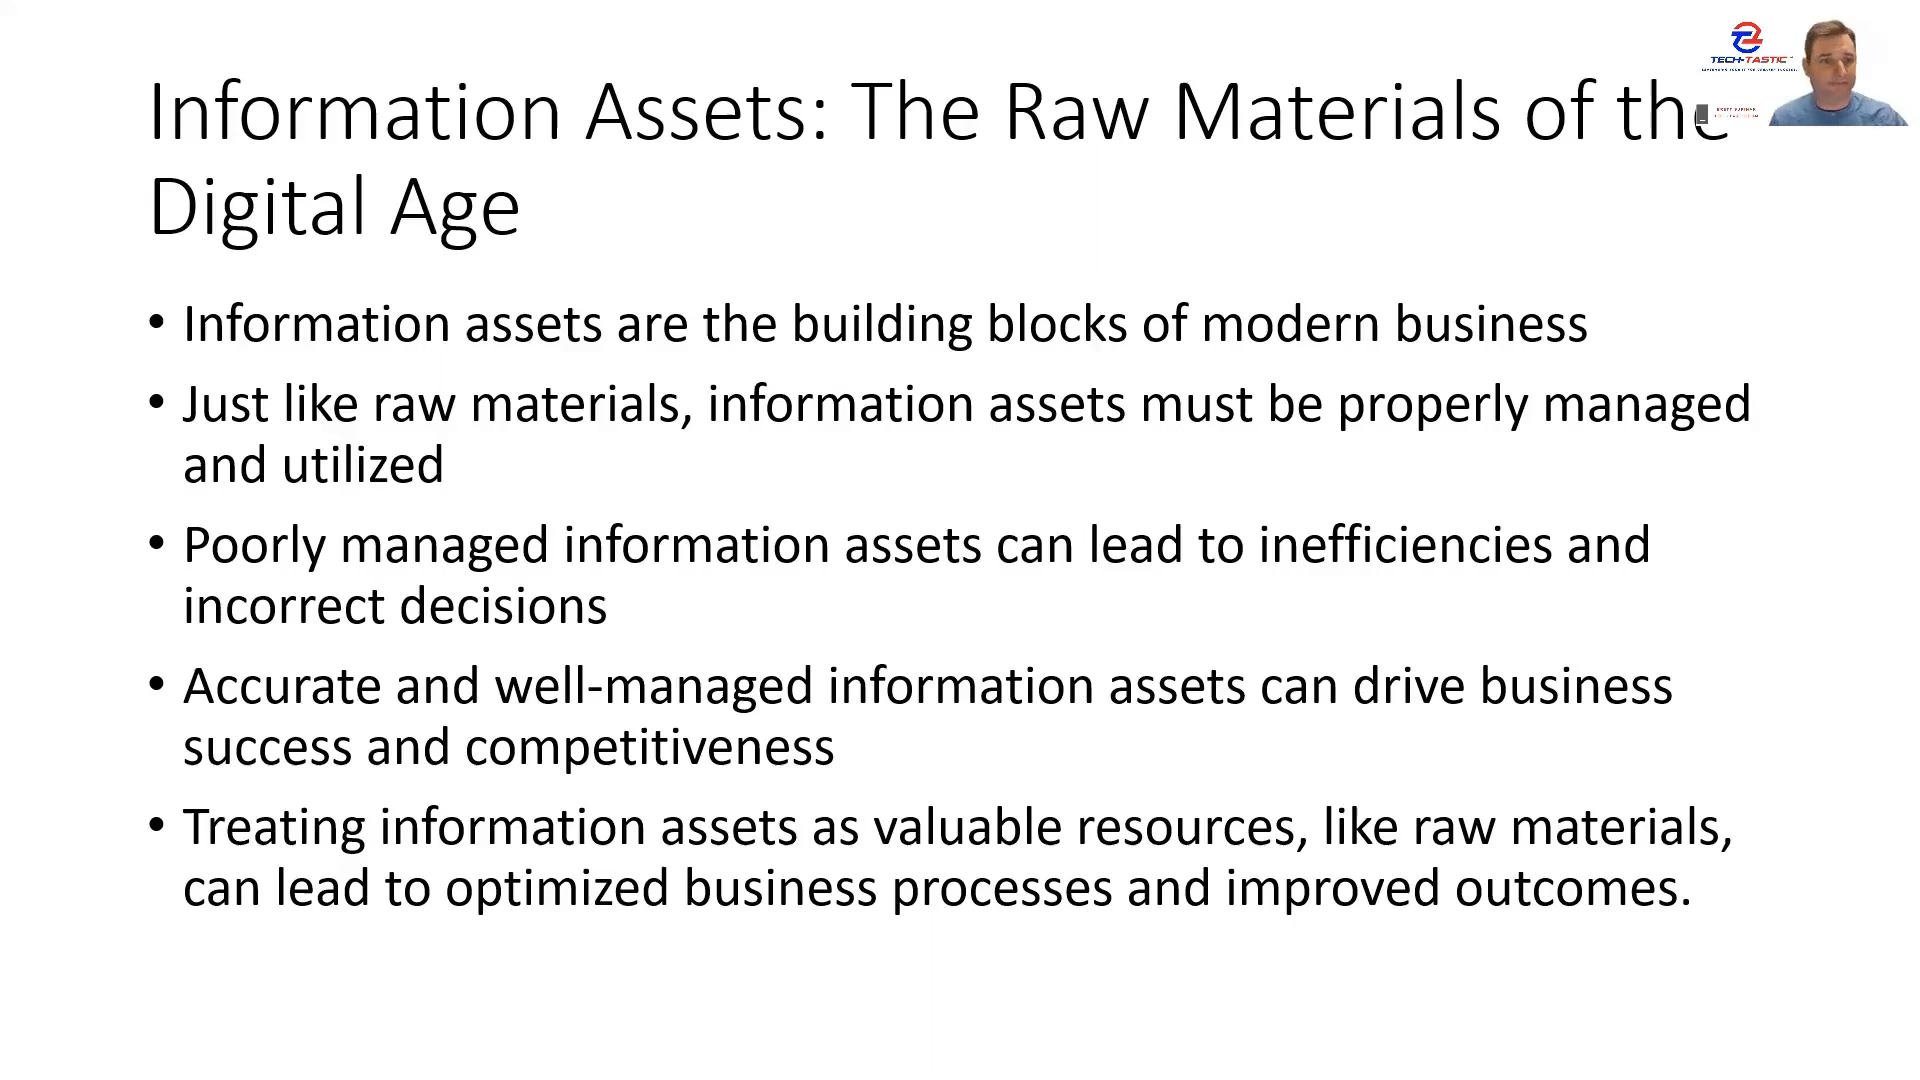 Information Assets: The Raw Materials of the
Digital Age
TECH-TASTIC
• Information assets are the building blocks of modern business
• Just like raw materials, information assets must be properly managed
and utilized
• Poorly managed information assets can lead to inefficiencies and
incorrect decisions
• Accurate and well-managed information assets can drive business
success and competitiveness
• Treating information assets as valuable resources, like raw materials,
can lead to optimized business processes and improved outcomes.